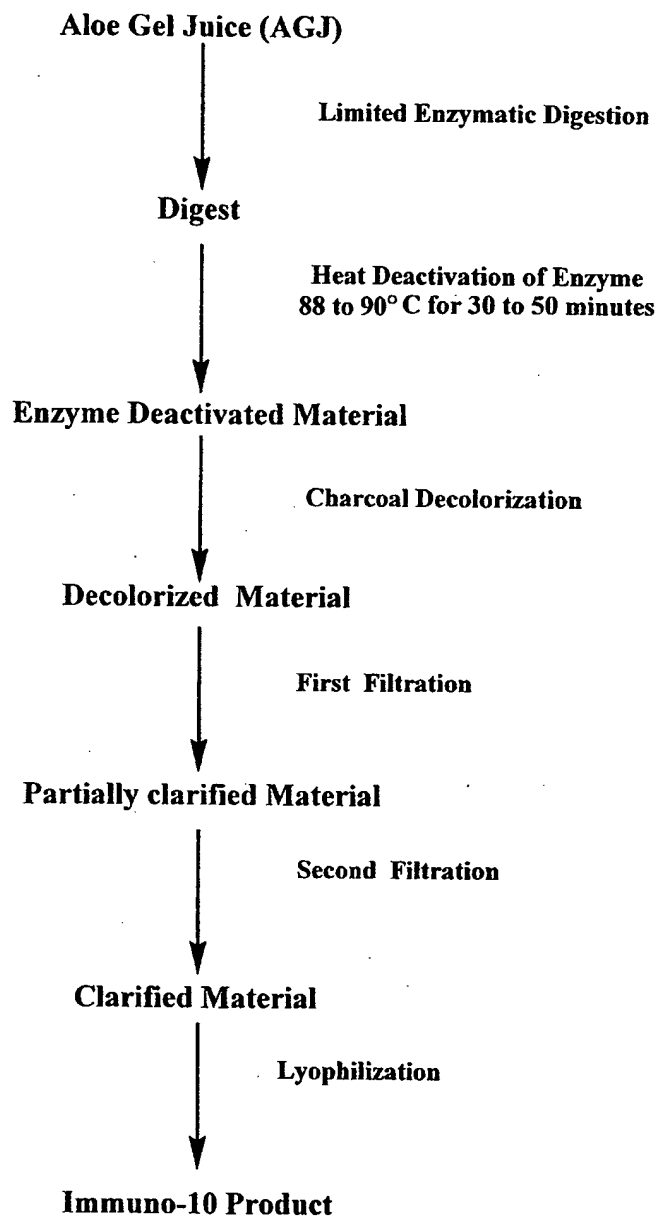 Aloe Gel Juice (AGJ)
Limited Enzymatic Digestion
Digest
Heat Deactivation of Enzyme
88 to 90° C for 30 to 50 minutes
Enzyme Deactivated Material
Charcoal Decolorization
Decolorized Material
First Filtration
Partially clarified Material
Second Filtration
Clarified Material
Lyophilization
Immuno-10 Product